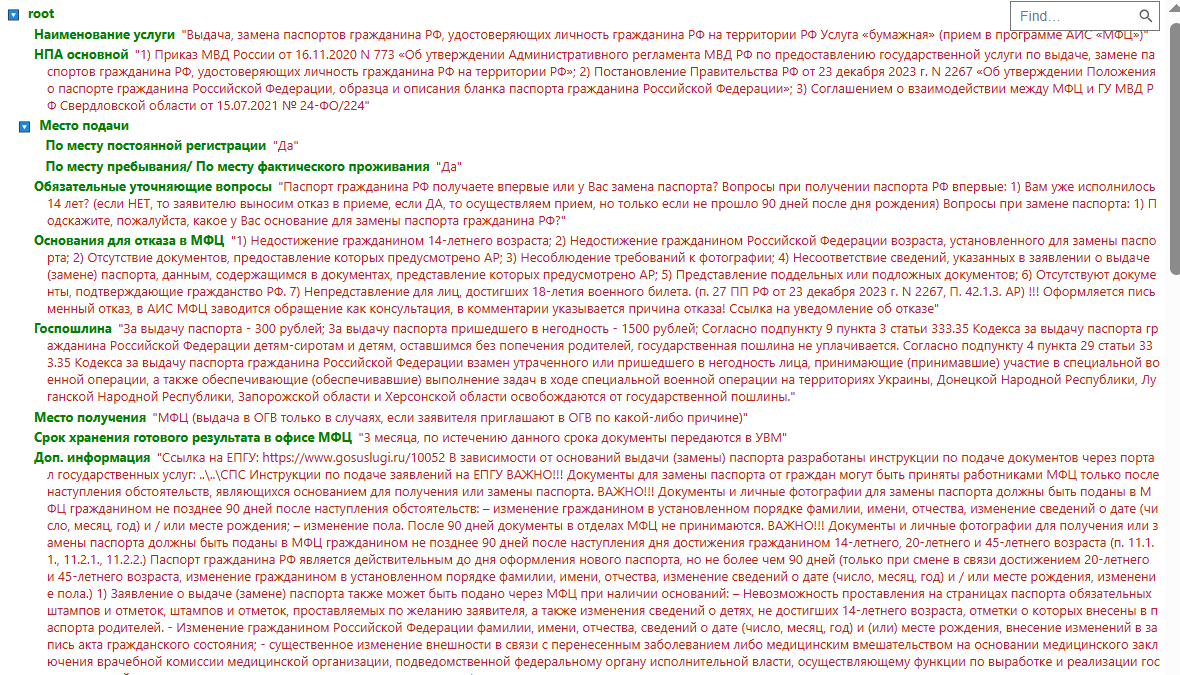 root
Find...
Наименование услуги "Выдача, замена паспортов гражданина РФ, удостоверяющих личность гражданина РФ на территории РФ Услуга «бумажная» (прием в программе АИС «МФЦ»)"
НПА основной "1) Приказ МВД России от 16.11.2020 N 773 «Об утверждении Административного регламента МВД РФ по предоставлению государственной услуги по выдаче, замене па
спортов гражданина РФ, удостоверяющих личность гражданина РФ на территории РФ»; 2) Постановление Правительства РФ от 23 декабря 2023 г. N 2267 «Об утверждении Положения
о паспорте гражданина Российской Федерации, образца и описания бланка паспорта гражданина Российской Федерации»; 3) Соглашением о взаимодействии между МФЦ и ГУ МВД Р
Ф Свердловской области от 15.07.2021 № 24-ФО/224"
Место подачи
По месту постоянной регистрации "Да"
По месту пребывания/ По месту фактического проживания "Да"
Обязательные уточняющие вопросы "Паспорт гражданина РФ получаете впервые или у Вас замена паспорта? Вопросы при получении паспорта РФ впервые: 1) Вам уже исполнилось
14 лет? (если НЕТ, то заявителю выносим отказ в приеме, если ДА, то осуществляем прием, но только если не прошло 90 дней после дня рождения) Вопросы при замене паспорта: 1) П
одскажите, пожалуйста, какое у Вас основание для замены паспорта гражданина РФ?"
Основания для отказа в МФЦ "1) Недостижение гражданином 14-летнего возраста; 2) Недостижение гражданином Российской Федерации возраста, установленного для замены паспо
рта; 2) Отсутствие документов, предоставление которых предусмотрено АР; 3) Несоблюдение требований к фотографии; 4) Несоответствие сведений, указанных в заявлении о выдаче
(замене) паспорта, данным, содержащимся в документах, представление которых предусмотрено АР; 5) Представление поддельных или подложных документов; 6) Отсутствуют докуме
нты, подтверждающие гражданство РФ. 7) Непредставление для лиц, достигших 18-летия военного билета. (п. 27 ПП РФ от 23 декабря 2023 г. N 2267, П. 42.1.3. АР) !!! Оформляется пись
менный отказ, в АИС МФЦ заводится обращение как консультация, в комментарии указывается причина отказа! Ссылка на уведомление об отказе"
Госпошлина "За выдачу паспорта - 300 рублей; За выдачу паспорта пришедшего в негодность - 1500 рублей; Согласно подпункту 9 пункта 3 статьи 333.35 Кодекса за выдачу паспорта гр
ажданина Российской Федерации детям-сиротам и детям, оставшимся без попечения родителей, государственная пошлина не уплачивается. Согласно подпункту 4 пункта 29 статьи 33
3.35 Кодекса за выдачу паспорта гражданина Российской Федерации взамен утраченного или пришедшего в негодность лица, принимающие (принимавшие) участие в специальной во
енной операции, а также обеспечивающие (обеспечивавшие) выполнение задач в ходе специальной военной операции на территориях Украины, Донецкой Народной Республики, Лу
ганской Народной Республики, Запорожской области и Херсонской области освобождаются от государственной пошлины."
Место получения "МФЦ (выдача в ОГВ только в случаях, если заявителя приглашают в ОГВ по какой-либо причине)"
Срок хранения готового результата в офисе МФЦ "3 месяца, по истечению данного срока документы передаются в УВМ"
Доп. информация "Ссылка на ЕПГУ: https://www.gosuslugi.ru/10052 В зависимости от оснований выдачи (замены) паспорта разработаны инструкции по подаче документов через порта
л государственных услуг: ..\..\СПС Инструкции по подаче заявлений на ЕПГУ ВАЖНО!!! Документы для замены паспорта от граждан могут быть приняты работниками МФЦ только после
наступления обстоятельств, являющихся основанием для получения или замены паспорта. ВАЖНО!!! Документы и личные фотографии для замены паспорта должны быть поданы в М
ФЦ гражданином не позднее 90 дней после наступления обстоятельств: – изменение гражданином в установленном порядке фамилии, имени, отчества, изменение сведений о дате (чи
сло, месяц, год) и / или месте рождения; – изменение пола. После 90 дней документы в отделах МФЦ не принимаются. ВАЖНО!!! Документы и личные фотографии для получения или з
амены паспорта должны быть поданы в МФЦ гражданином не позднее 90 дней после наступления дня достижения гражданином 14-летнего, 20-летнего и 45-летнего возраста (п. 11.1.
1., 11.2.1., 11.2.2.) Паспорт гражданина РФ является действительным до дня оформления нового паспорта, но не более чем 90 дней (только при смене в связи достижением 20-летнего
и 45-летнего возраста, изменение гражданином в установленном порядке фамилии, имени, отчества, изменение сведений о дате (число, месяц, год) и / или месте рождения, изменени
е пола.) 1) Заявление о выдаче (замене) паспорта также может быть подано через МФЦ при наличии оснований: – Невозможность проставления на страницах паспорта обязательных
штампов и отметок, штампов и отметок, проставляемых по желанию заявителя, а также изменения сведений о детях, не достигших 14-летнего возраста, отметки о которых внесены в п
аспорта родителей. - Изменение гражданином Российской Федерации фамилии, имени, отчества, сведений о дате (число, месяц, год) и (или) месте рождения, внесение изменений в за
пись акта гражданского состояния; - существенное изменение внешности в связи с перенесенным заболеванием либо медицинским вмешательством на основании медицинского закл
ючения врачебной комиссии медицинской организации, подведомственной федеральному органу исполнительной власти, осуществляющему функции по выработке и реализации гос